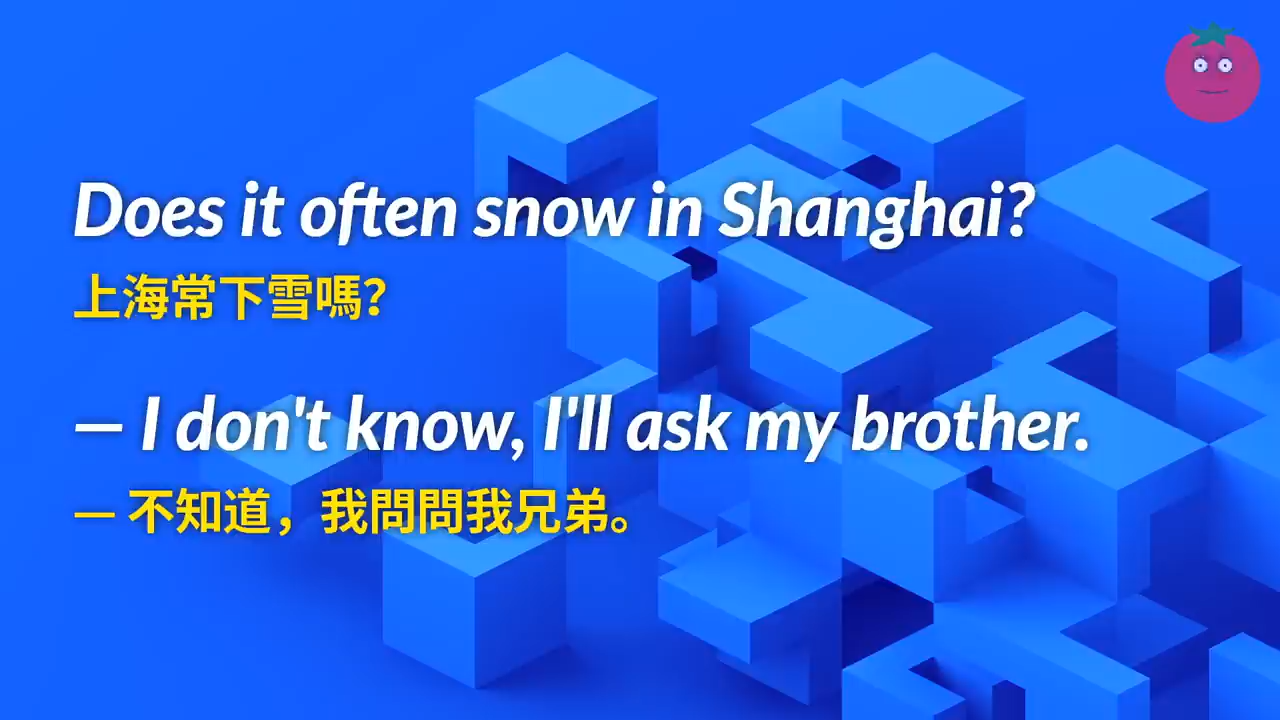 Does it often snow in Shanghai?
上海常下雪嗎？
— I don't know, I'll ask my brother.
— 不知道，我問問我兄弟。